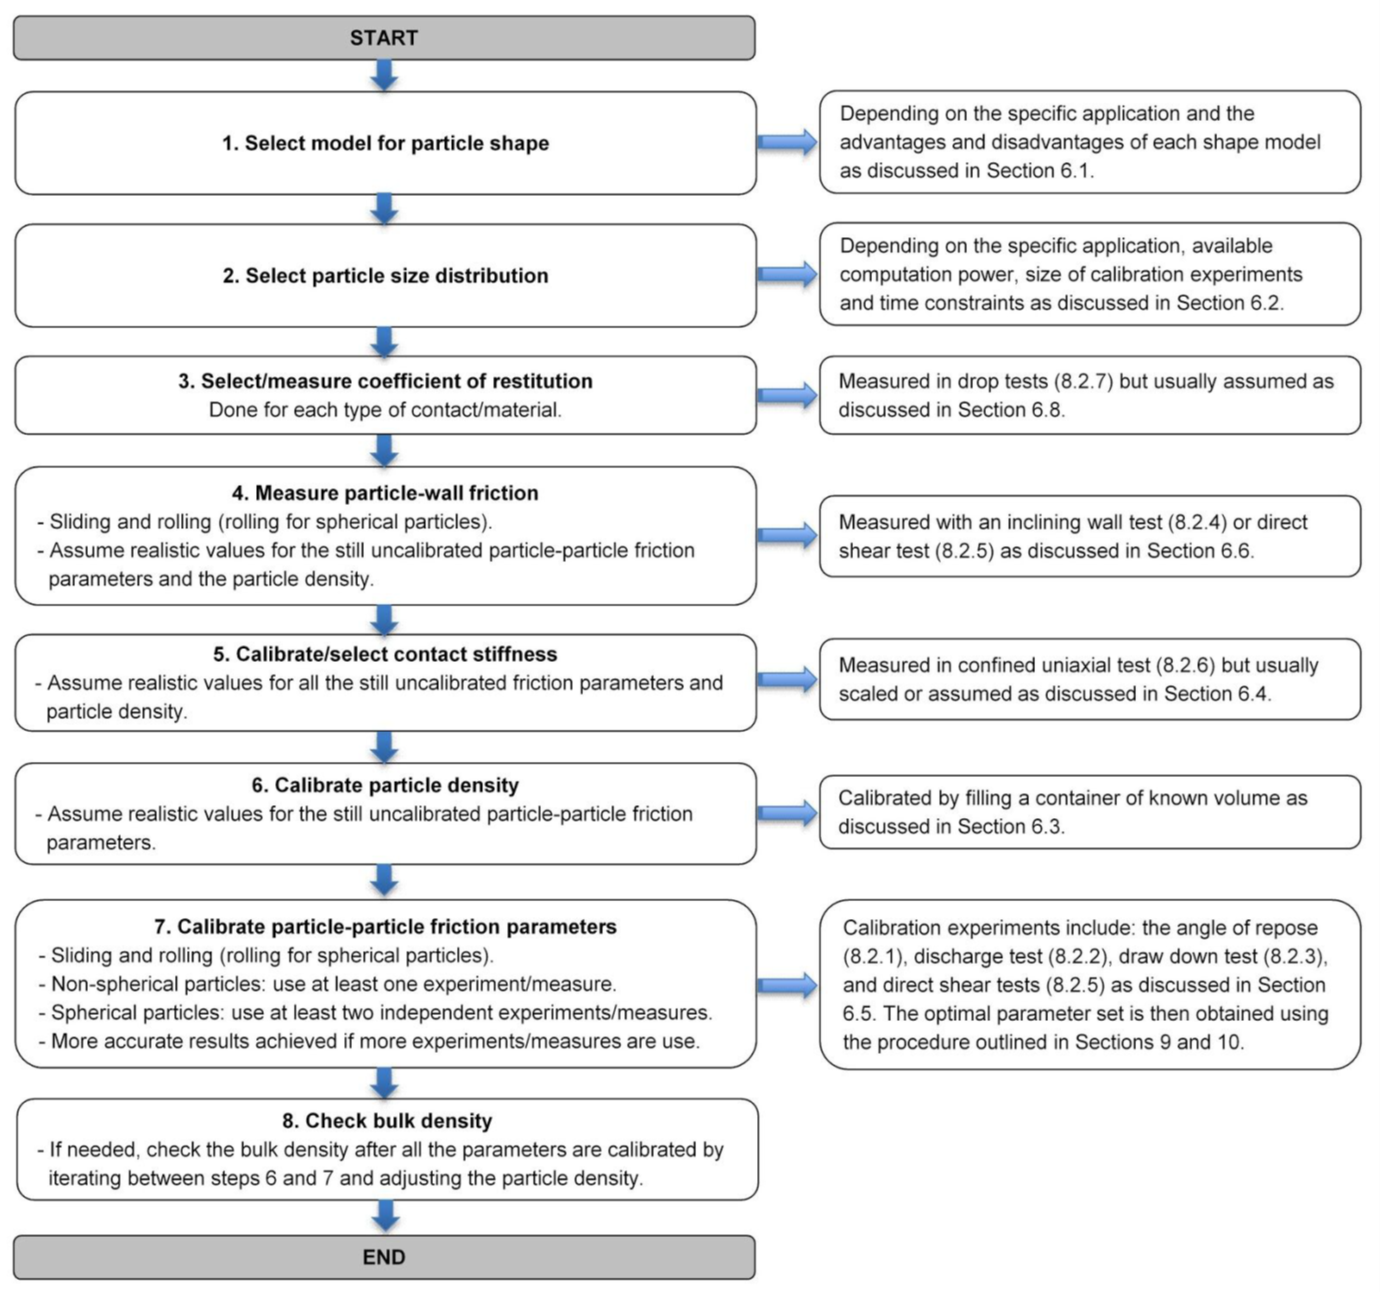 START
1. Select model for particle shape
Depending on the specific application and the
advantages and disadvantages of each shape model
as discussed in Section 6.1.
2. Select particle size distribution
Depending on the specific application, available
computation power, size of calibration experiments
and time constraints as discussed in Section 6.2.
3. Select/measure coefficient of restitution
Done for each type of contact/material.
Measured in drop tests (8.2.7) but usually assumed as
discussed in Section 6.8.
4. Measure particle-wall friction
- Sliding and rolling (rolling for spherical particles).
- Assume realistic values for the still uncalibrated particle-particle friction
parameters and the particle density.
Measured with an inclining wall test (8.2.4) or direct
shear test (8.2.5) as discussed in Section 6.6.
5. Calibrate/select contact stiffness
- Assume realistic values for all the still uncalibrated friction parameters and
particle density.
Measured in confined uniaxial test (8.2.6) but usually
scaled or assumed as discussed in Section 6.4.
6. Calibrate particle density
- Assume realistic values for the still uncalibrated particle-particle friction
parameters.
Calibrated by filling a container of known volume as
discussed in Section 6.3.
7. Calibrate particle-particle friction parameters
- Sliding and rolling (rolling for spherical particles).
- Non-spherical particles: use at least one experiment/measure.
- Spherical particles: use at least two independent experiments/measures.
- More accurate results achieved if more experiments/measures are use.
Calibration experiments include: the angle of repose
(8.2.1), discharge test (8.2.2), draw down test (8.2.3),
and direct shear tests (8.2.5) as discussed in Section
6.5. The optimal parameter set is then obtained using
the procedure outlined in Sections 9 and 10.
8. Check bulk density
- If needed, check the bulk density after all the parameters are calibrated by
iterating between steps 6 and 7 and adjusting the particle density.
END